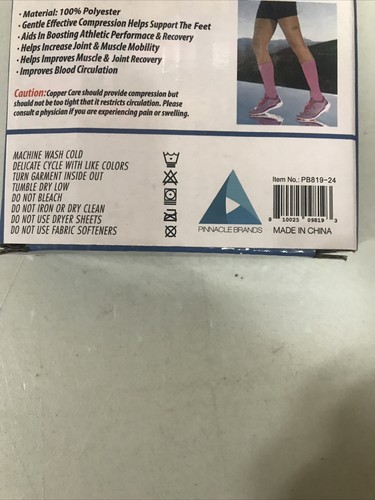 · Material: 100% Polyester
· Gentle Effective Compression Helps Support The Feet
· Aids In Boosting Athletic Performace & Recovery
· Helps Increase Joint & Muscle Mobility
· Helps Improves Muscle & Joint Recovery
· Improves Blood Circulation
Caution:Copper Care should provide compression but
should not be too tight that it restricts circulation. Please
consult a physician if you are experiencing pain or swelling.
MACHINE WASH COLD
DELICATE CYCLE WITH LIKE COLORS
TURN GARMENT INSIDE OUT
TUMBLE DRY LOW
DO NOT BLEACH
DO NOT IRON OR DRY CLEAN
DO NOT USE DRYER SHEETS
DO NOT USE FABRIC SOFTENERS
PINNACLE BRANDS
Item No.: PB819-24
8 10025 09819 3
MADE IN CHINA